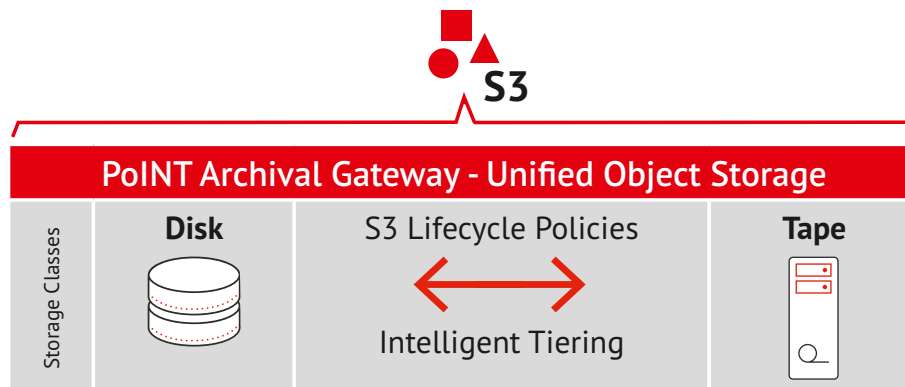 S3
PoINT Archival Gateway - Unified Object Storage
Storage Classes
Disk
S3 Lifecycle Policies
Intelligent Tiering
Tape